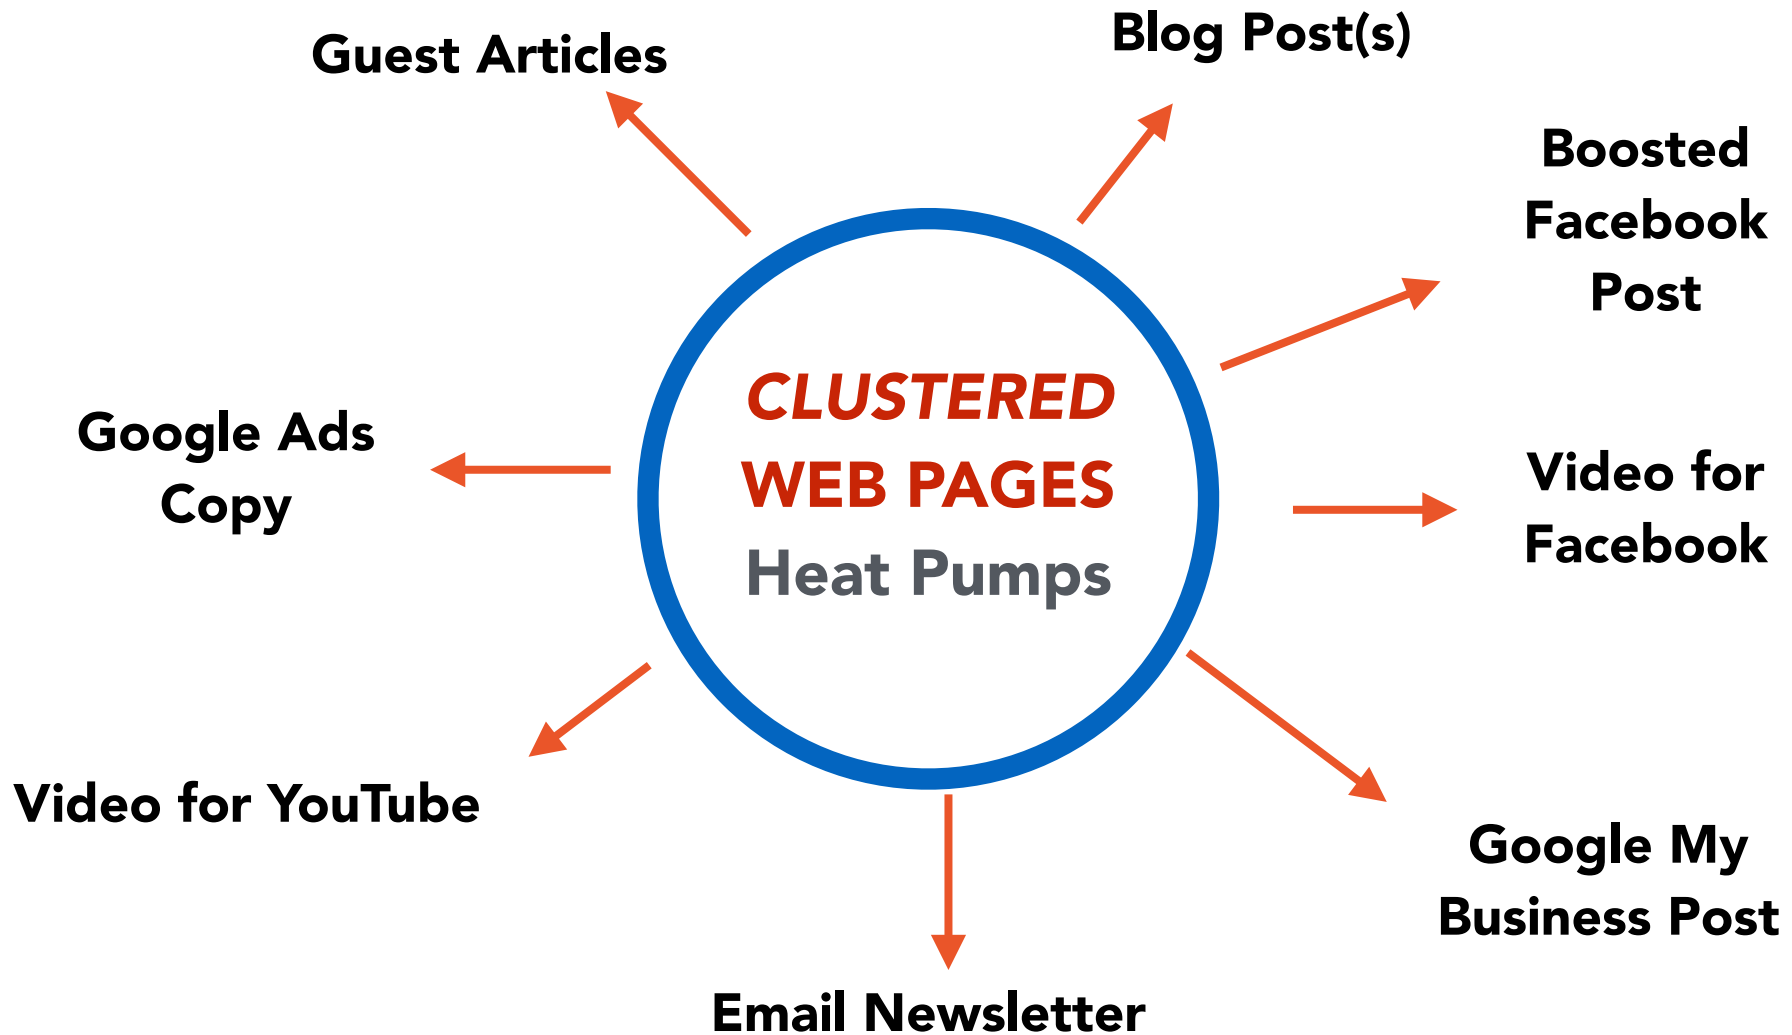 Guest Articles
Blog Post(s)
Boosted
Facebook
Post
CLUSTERED
WEB PAGES
Heat Pumps
Google Ads
Copy
Video for
Facebook
Video for YouTube
Google My
Business Post
Email Newsletter